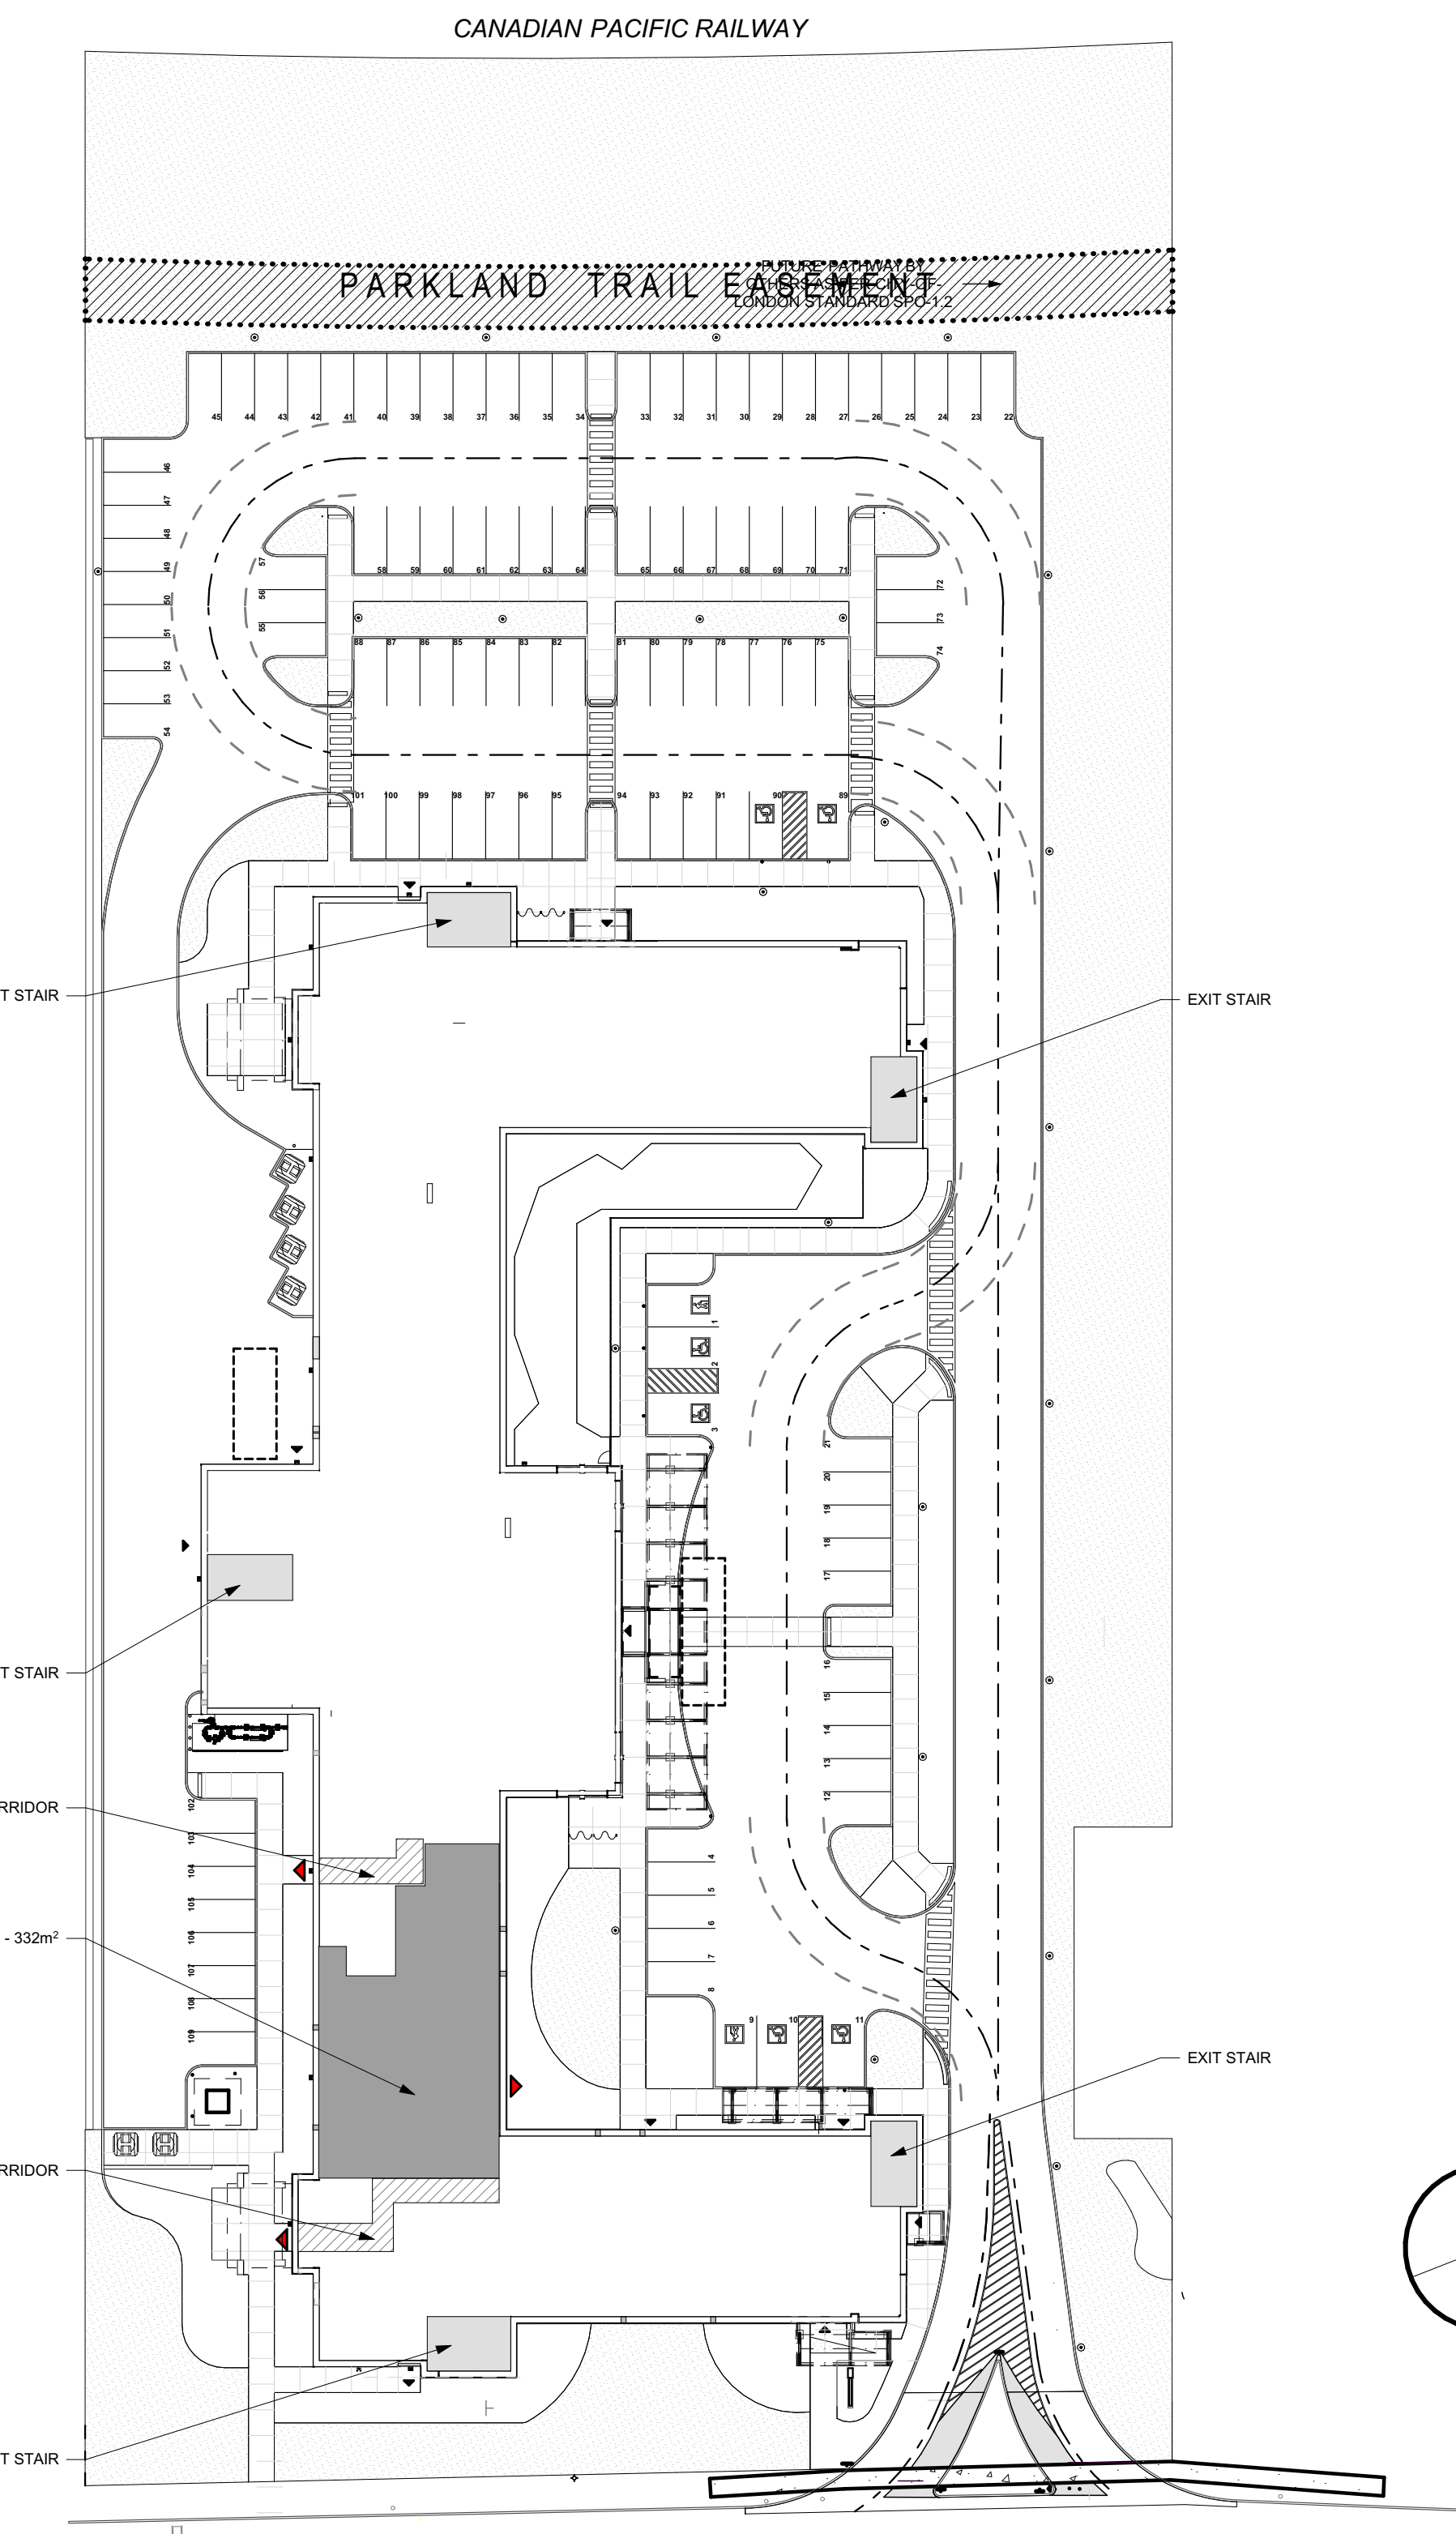 CANADIAN PACIFIC RAILWAY
PARKLAND TRAIL EASEMENT
FUTURE PATHWAY BY
OTHERS AS PER CITY-OF-
LONDON STANDARD SPO-1.2
45 44 43 42 41 40 39 38 37 36 35 34 33 32 31 30 29 28 27 26 25 24 23 22
46
47
48
49
50
51
52
53
54
57
56
55
58 59 60 61 62 63 64 65 66 67 68 69 70 71
72
73
74
88 87 86 85 84 83 82 81 80 79 78 77 76 75
101 100 99 98 97 96 95 94 93 92 91 90 89
T STAIR
EXIT STAIR
1
2
3
21
20
19
18
17
16
15
14
13
12
T STAIR
RRIDOR
102
103
104
105
106
107
108
109
- 332m²
4
5
6
7
8
9 10 11
EXIT STAIR
RRIDOR
T STAIR